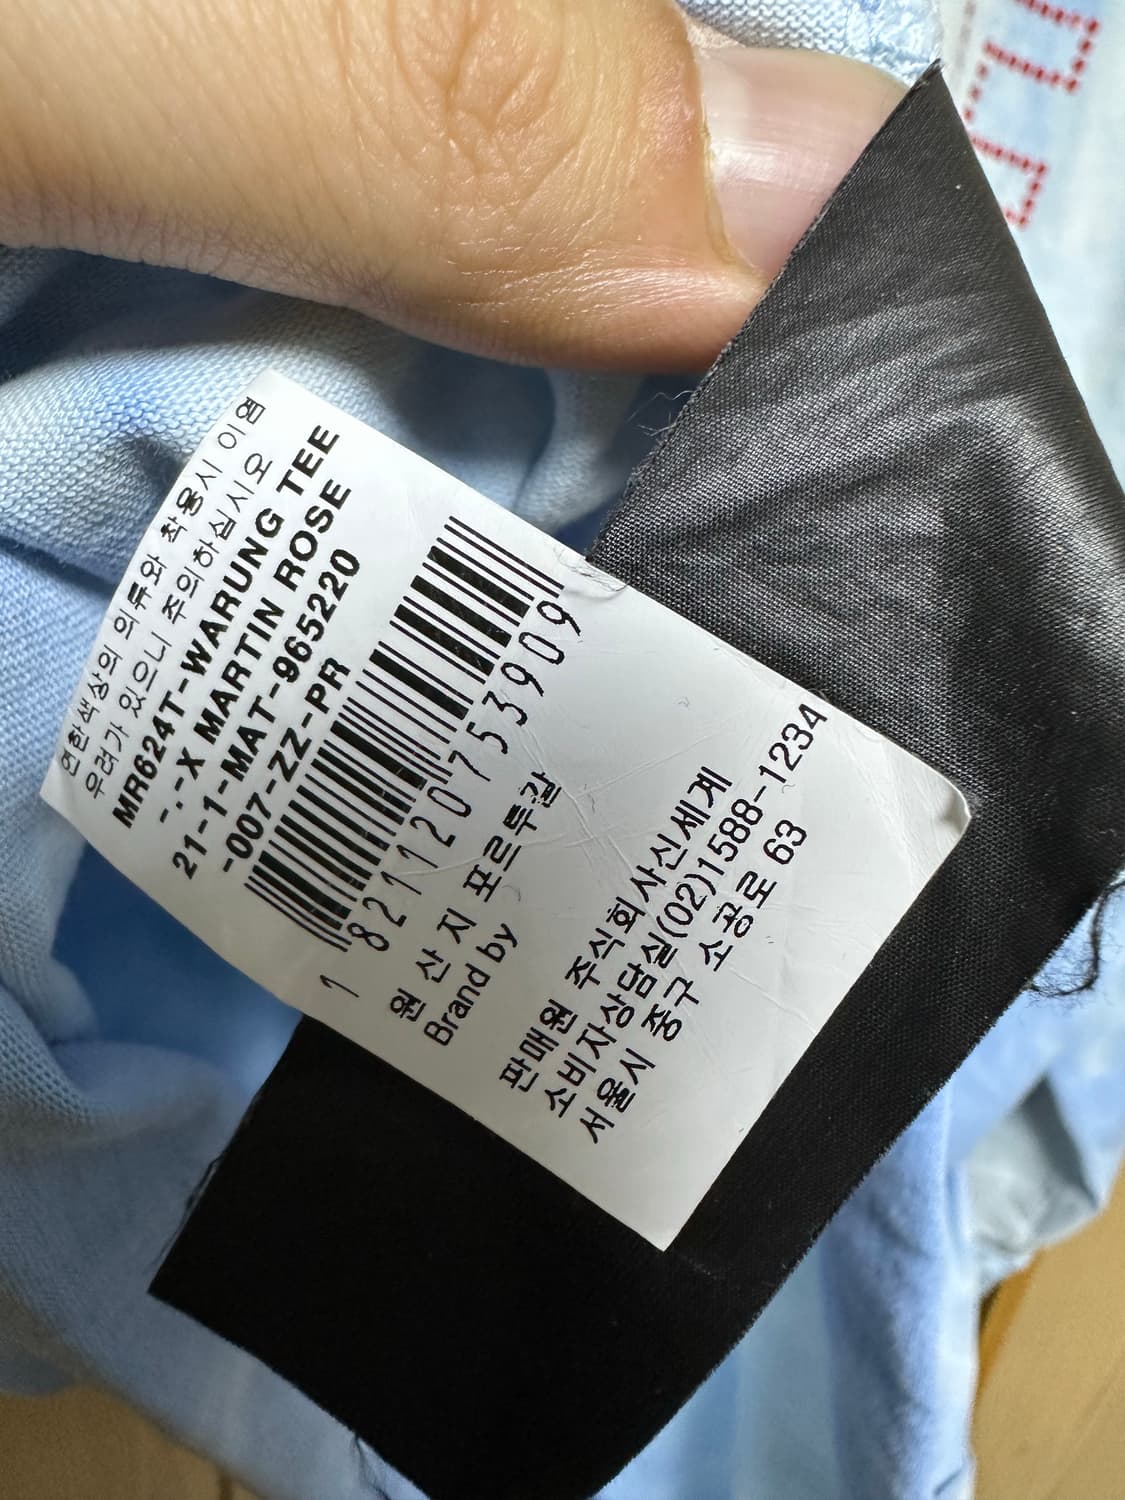 연한색상의 의류와 착용시 이염
우려가 있으니 주의하십시오
MR624T-WARUNG TEE
-.-X MARTIN ROSE
21-1-MAT-965220
-007-ZZ-PR
1821120753909
원 산 지 포르투갈
Brand by
판매원 주식회사신세계
소비자상담실(02)1588-1234
서울시 중구 소공로 63